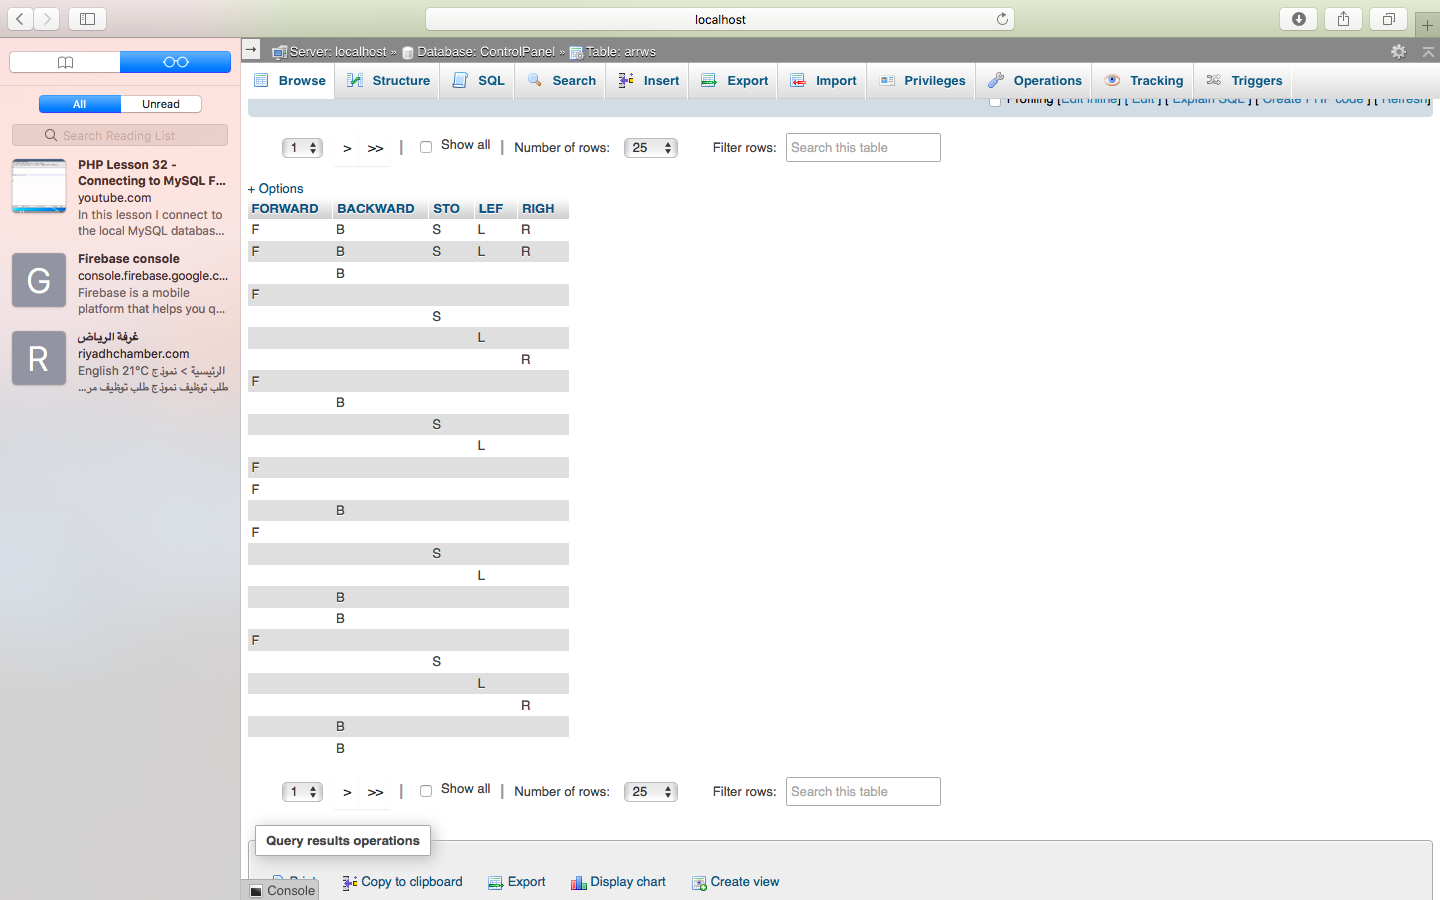 localhost
Server: localhost » Database: ControlPanel » Table: arrws
All Unread
Search Reading List
PHP Lesson 32 -
Connecting to MySQL F...
youtube.com
In this lesson I connect to
the local MySQL databas...
G
Firebase console
console.firebase.google.c...
Firebase is a mobile
platform that helps you q...
R
غرفة الرياض
riyadhchamber.com
English 21°C الرئيسية > نموذج
طلب توظيف نموذج طلب توظيف مر...
Browse Structure SQL Search Insert Export Import Privileges Operations Tracking Triggers
Profiling [Edit inline] [ Edit ] [ Explain SQL ] [ Create PHP code ] [ Refresh]
1 > >> | Show all | Number of rows: 25 Filter rows: Search this table
+ Options
FORWARD BACKWARD STO LEF RIGH
F B S L R
F B S L R
B
F
S
L
R
F
B
S
L
F
F
B
F
S
L
B
B
F
S
L
R
B
B
1 > >> | Show all | Number of rows: 25 Filter rows: Search this table
Query results operations
Print Copy to clipboard Export Display chart Create view
Console